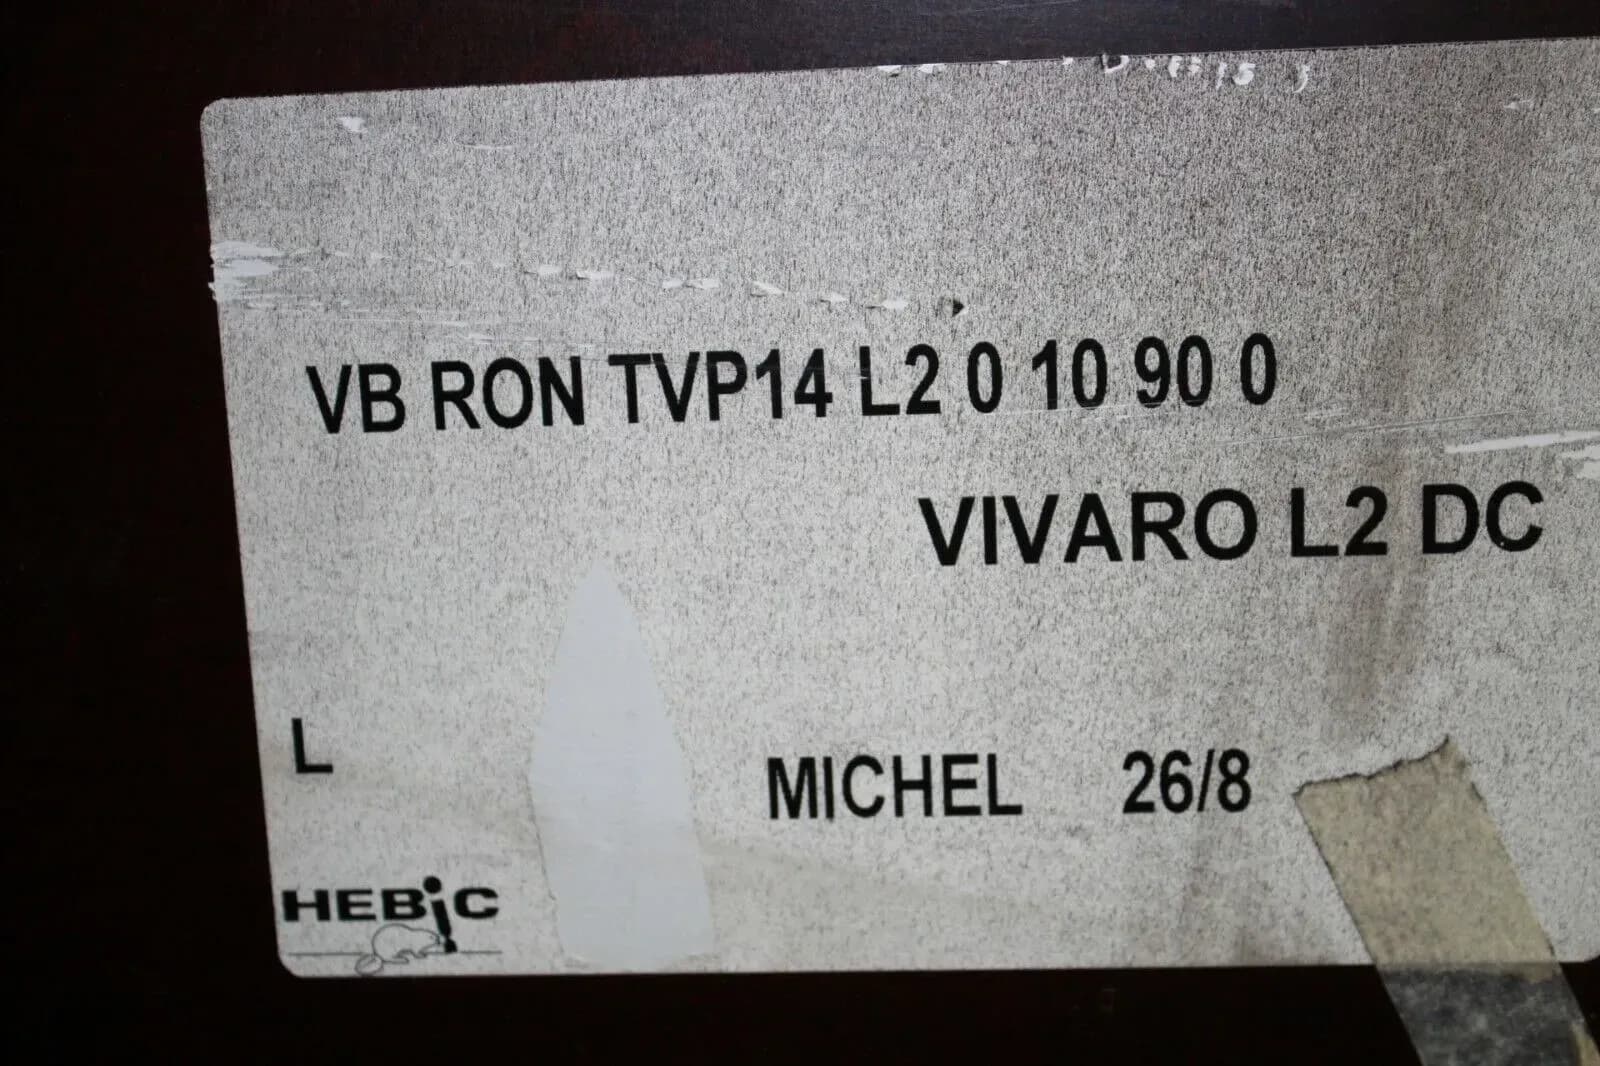 VB RON TVP14 L2 0 10 90 0
VIVARO L2 DC
L
MICHEL 26/8
HEBiC